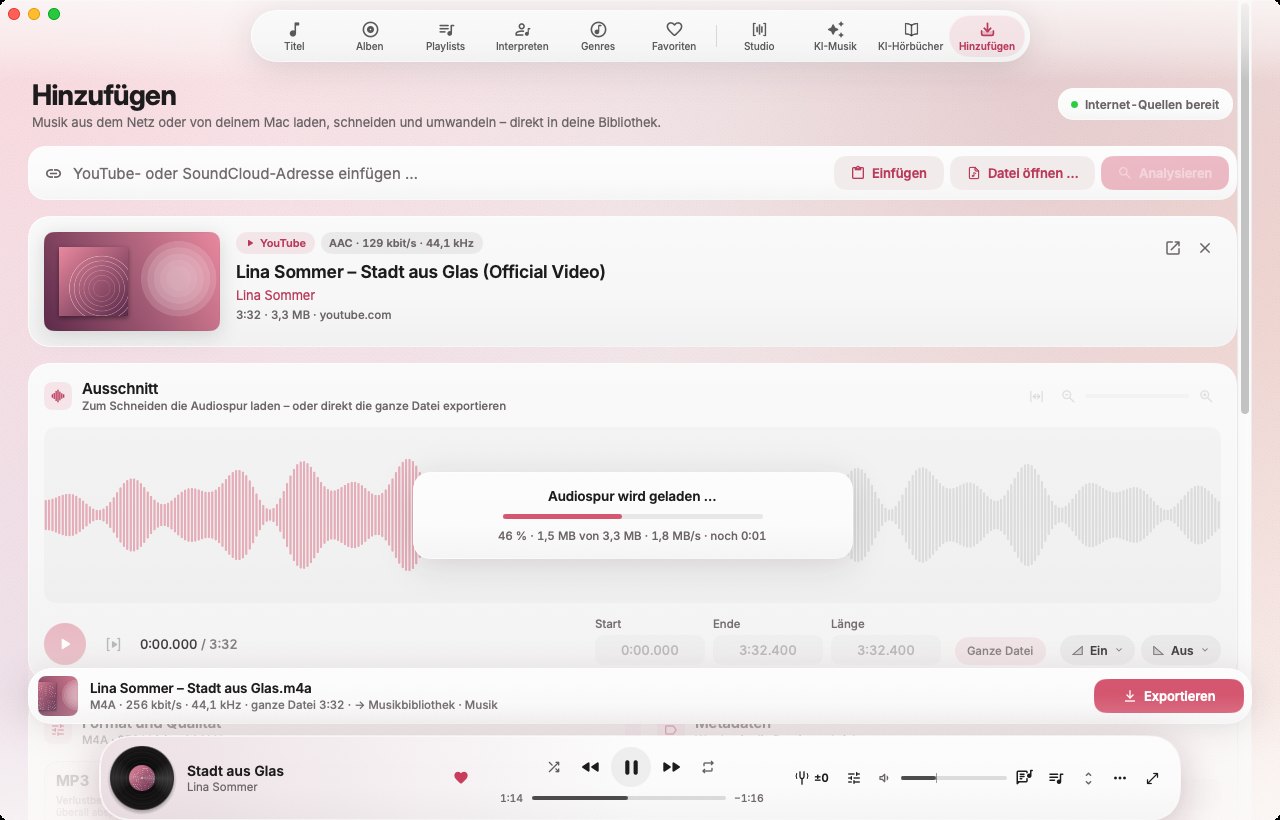 Titel
Alben
Playlists
Interpreten
Genres
Favoriten
Studio
KI-Musik
KI-Hörbücher
Hinzufügen
Hinzufügen
Musik aus dem Netz oder von deinem Mac laden, schneiden und umwandeln – direkt in deine Bibliothek.
Internet-Quellen bereit
YouTube- oder SoundCloud-Adresse einfügen ...
Einfügen
Datei öffnen ...
Analysieren
YouTube
AAC · 129 kbit/s · 44,1 kHz
Lina Sommer – Stadt aus Glas (Official Video)
Lina Sommer
3:32 · 3,3 MB · youtube.com
Ausschnitt
Zum Schneiden die Audiospur laden – oder direkt die ganze Datei exportieren
Audiospur wird geladen ...
46 % · 1,5 MB von 3,3 MB · 1,8 MB/s · noch 0:01
0:00.000 / 3:32
Start
Ende
Länge
0:00.000
3:32.400
3:32.400
Ganze Datei
Ein
Aus
Lina Sommer – Stadt aus Glas.m4a
M4A · 256 kbit/s · 44,1 kHz · ganze Datei 3:32 · → Musikbibliothek · Musik
Exportieren
Format und Qualität
Metadaten
M4A
MP3
Stadt aus Glas
Lina Sommer
1:14
−1:16
±0